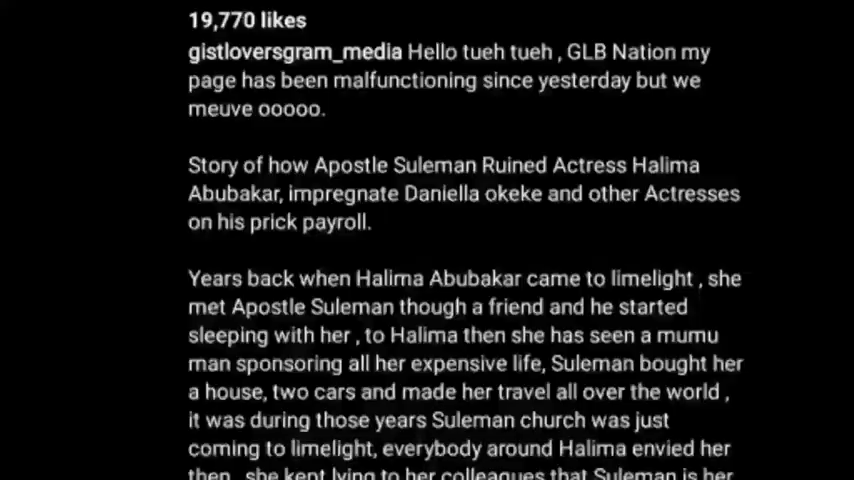 19,770 likes
gistloversgram_media Hello tueh tueh , GLB Nation my
page has been malfunctioning since yesterday but we
meuve ooooo.
Story of how Apostle Suleman Ruined Actress Halima
Abubakar, impregnate Daniella okeke and other Actresses
on his prick payroll.
Years back when Halima Abubakar came to limelight , she
met Apostle Suleman though a friend and he started
sleeping with her , to Halima then she has seen a mumu
man sponsoring all her expensive life, Suleman bought her
a house, two cars and made her travel all over the world ,
it was during those years Suleman church was just
coming to limelight, everybody around Halima envied her
then , she kept lying to her colleagues that Suleman is her